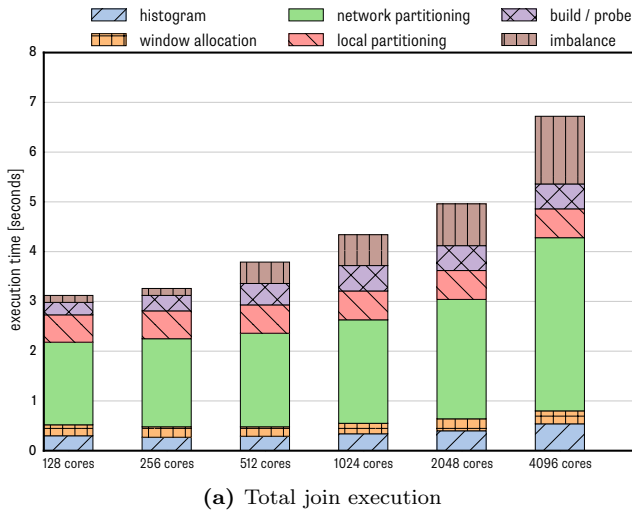 histogram network partitioning build / probe
window allocation local partitioning imbalance
8
7
6
5
4
3
2
1
0
execution time [seconds]
128 cores 256 cores 512 cores 1024 cores 2048 cores 4096 cores
(a) Total join execution